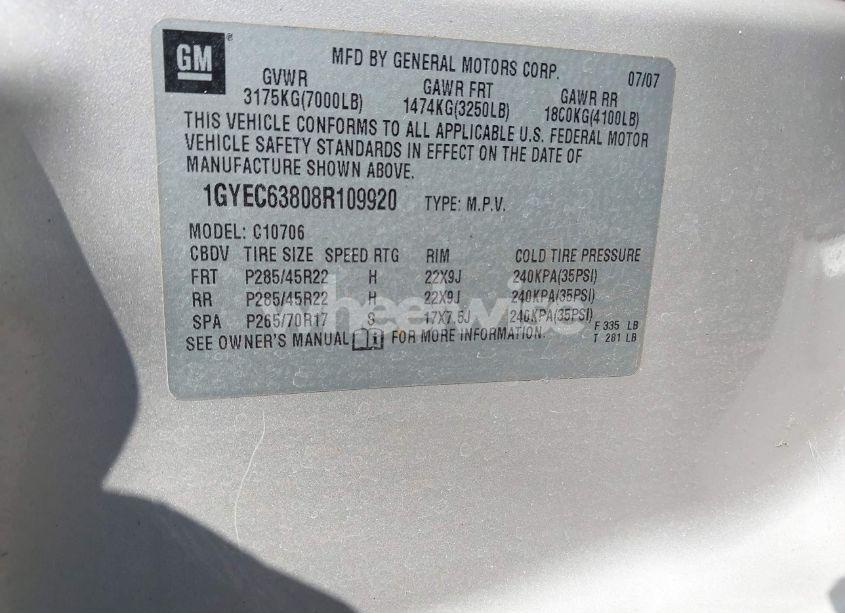 GM ®
MFD BY GENERAL MOTORS CORP. 07/07
GVWR GAWR FRT GAWR RR
3175KG(7000LB) 1474KG(3250LB) 18C0KG(4100LB)
THIS VEHICLE CONFORMS TO ALL APPLICABLE U.S. FEDERAL MOTOR
VEHICLE SAFETY STANDARDS IN EFFECT ON THE DATE OF
MANUFACTURE SHOWN ABOVE.
1GYEC63808R109920 TYPE: M.P.V.
MODEL: C10706
CBDV TIRE SIZE SPEED RTG RIM COLD TIRE PRESSURE
FRT P285/45R22 H 22X9J 240KPA(35PSI)
RR P285/45R22 H 22X9J 240KPA(35PSI)
SPA P265/70R17 S 17X7.5J 240KPA(35PSI)
F 335 LB
SEE OWNER'S MANUAL FOR MORE INFORMATION. T 281 LB